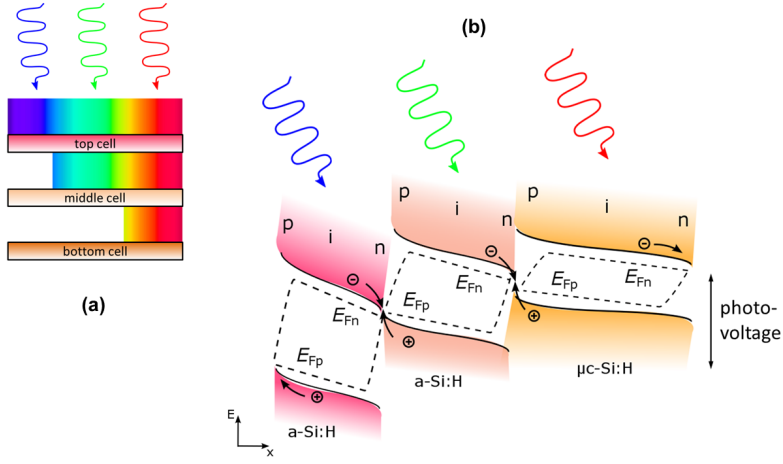 (b)
top cell
middle cell
bottom cell
(a)
p
i
n
p
i
n
p
i
n
⊖
⊖
⊖
E_Fp
E_Fn
E_Fp
E_Fn
E_Fn
E_Fp
⊕
⊕
⊕
photo-
voltage
a-Si:H
a-Si:H
μc-Si:H
E
x